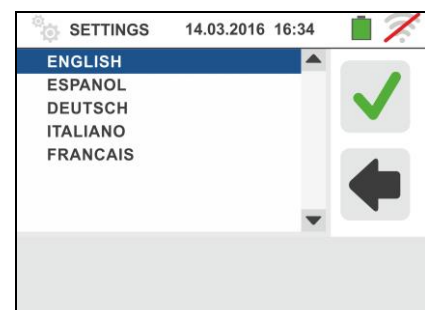 SETTINGS 14.03.2016 16:34
ENGLISH
ESPANOL
DEUTSCH
ITALIANO
FRANCAIS